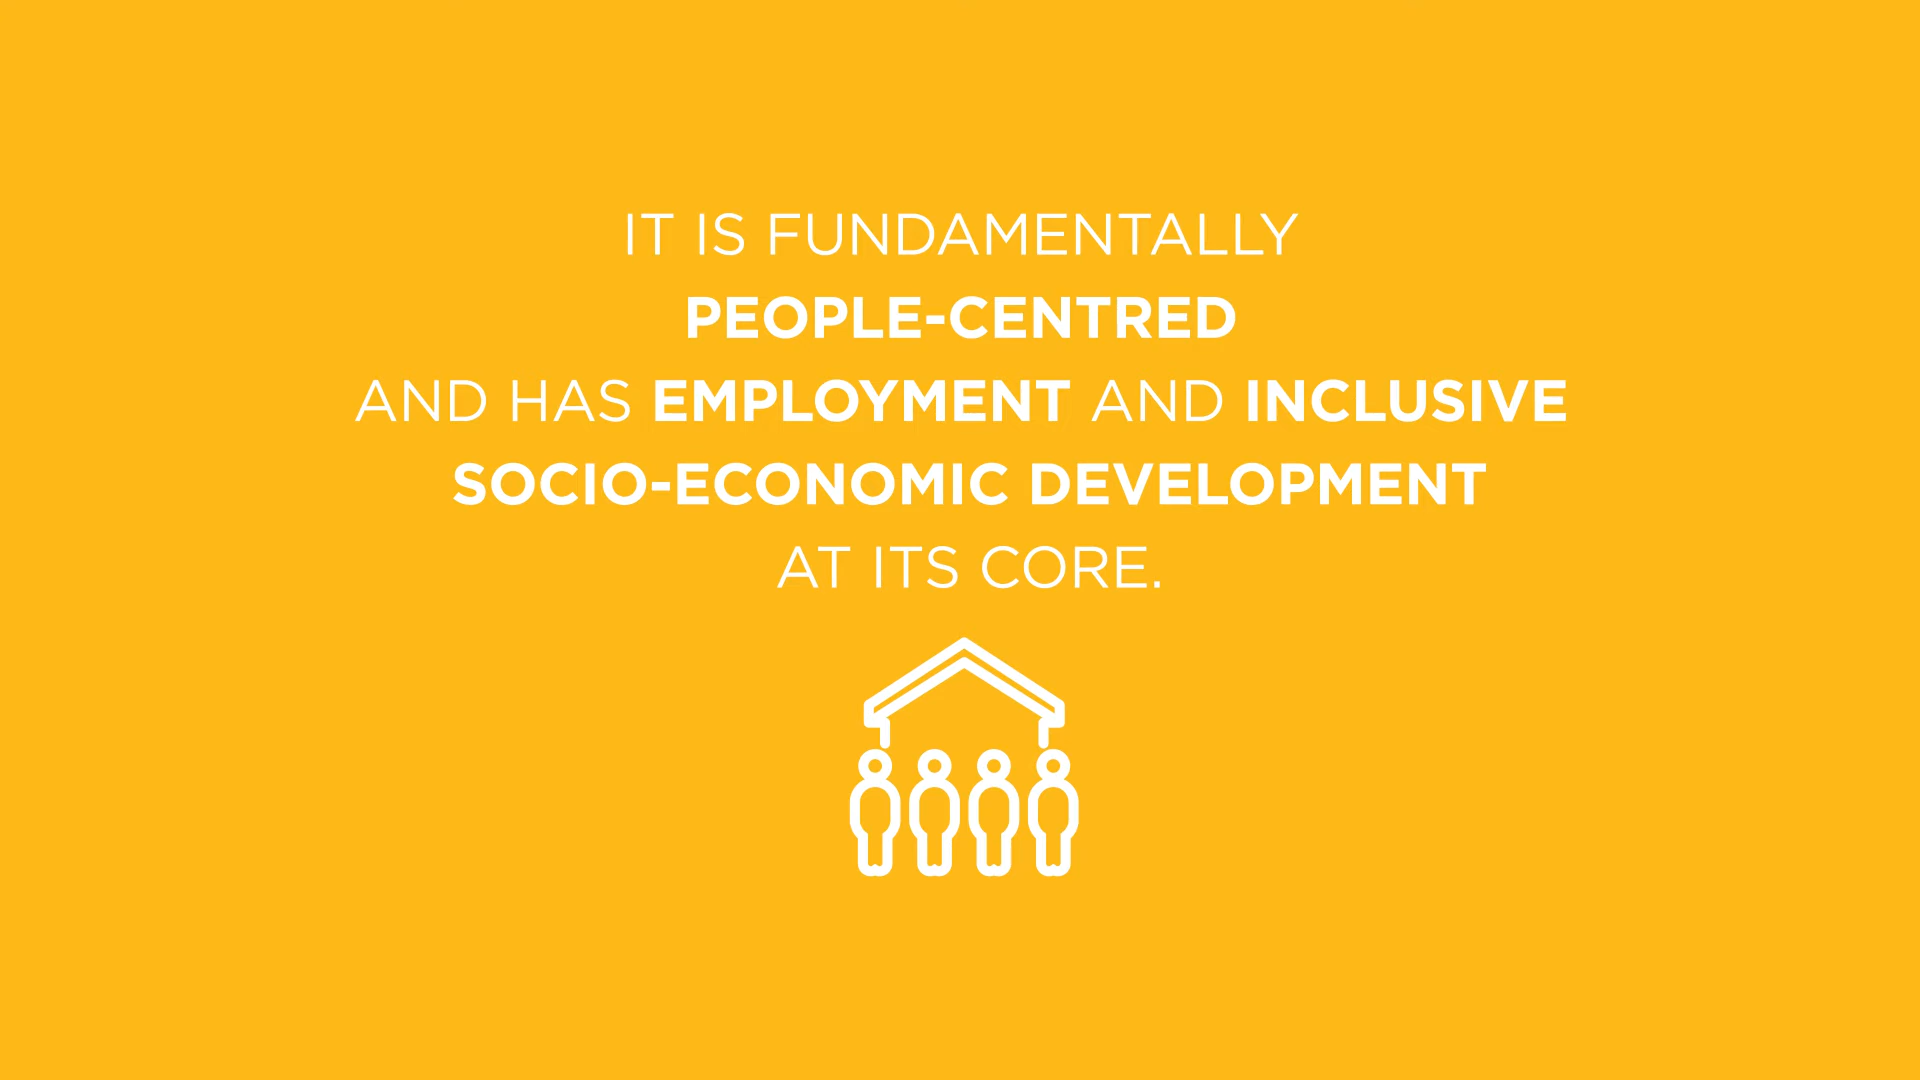 IT IS FUNDAMENTALLY
PEOPLE-CENTRED
AND HAS EMPLOYMENT AND INCLUSIVE
SOCIO-ECONOMIC DEVELOPMENT
AT ITS CORE.